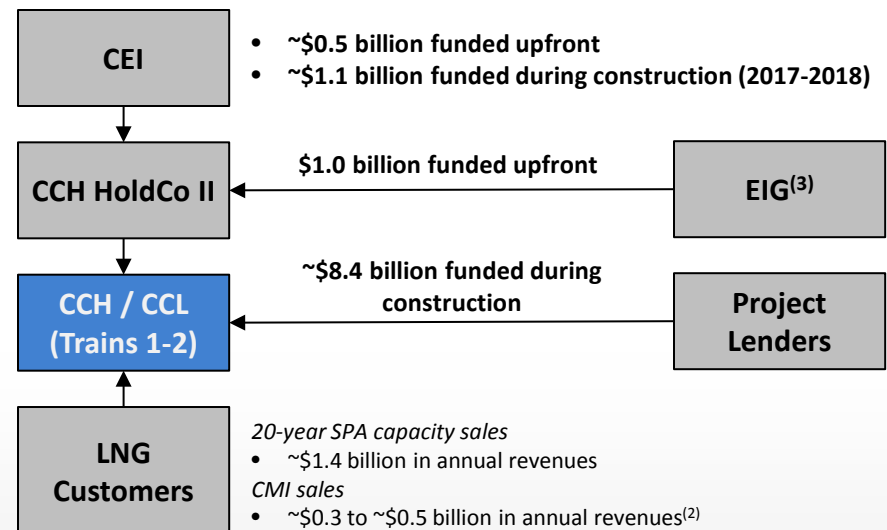 CEI
• ~$0.5 billion funded upfront
• ~$1.1 billion funded during construction (2017-2018)
CCH HoldCo II
$1.0 billion funded upfront
EIG(3)
CCH / CCL
(Trains 1-2)
~$8.4 billion funded during
construction
Project
Lenders
LNG
Customers
20-year SPA capacity sales
• ~$1.4 billion in annual revenues
CMI sales
• ~$0.3 to ~$0.5 billion in annual revenues(2)